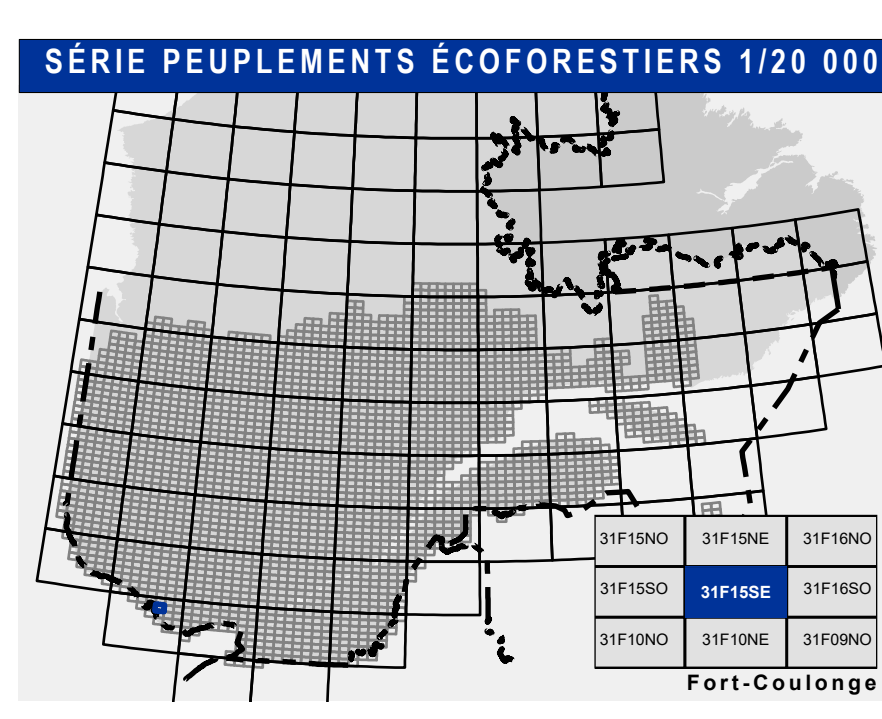 SÉRIE PEUPLEMENTS ÉCOFORESTIERS 1/20 000
31F15NO 31F15NE 31F16NO
31F15SO 31F15SE 31F16SO
31F10NO 31F10NE 31F09NO
Fort-Coulonge